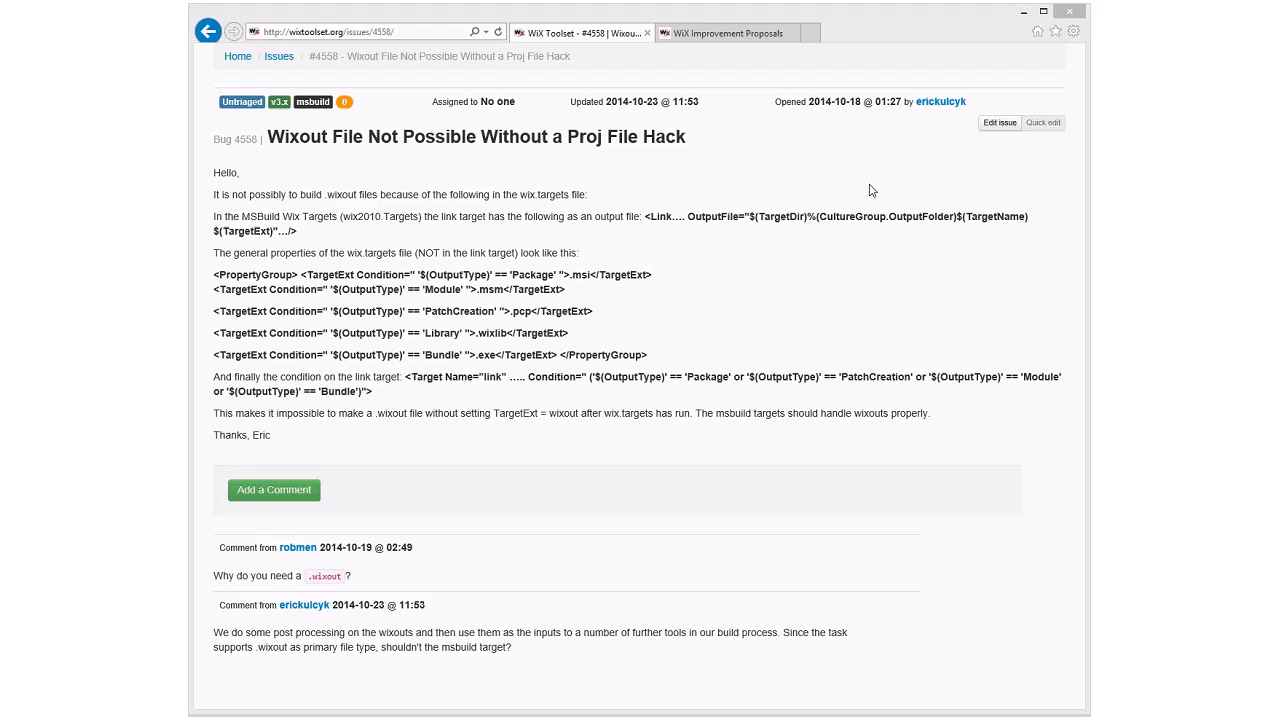 http://wixtoolset.org/issues/4558/
WiX Toolset - #4558 | Wixou...
WiX Improvement Proposals
Home / Issues / #4558 - Wixout File Not Possible Without a Proj File Hack
Untriaged v3.x msbuild 0 Assigned to No one Updated 2014-10-23 @ 11:53 Opened 2014-10-18 @ 01:27 by erickulcyk
Edit issue Quick edit
Bug 4558 | Wixout File Not Possible Without a Proj File Hack
Hello,
It is not possibly to build .wixout files because of the following in the wix.targets file:
In the MSBuild Wix Targets (wix2010.Targets) the link target has the following as an output file: <Link…. OutputFile="$(TargetDir)%(CultureGroup.OutputFolder)$(TargetName)
$(TargetExt)"…/>
The general properties of the wix.targets file (NOT in the link target) look like this:
<PropertyGroup> <TargetExt Condition=" '$(OutputType)' == 'Package' ">.msi</TargetExt>
<TargetExt Condition=" '$(OutputType)' == 'Module' ">.msm</TargetExt>
<TargetExt Condition=" '$(OutputType)' == 'PatchCreation' ">.pcp</TargetExt>
<TargetExt Condition=" '$(OutputType)' == 'Library' ">.wixlib</TargetExt>
<TargetExt Condition=" '$(OutputType)' == 'Bundle' ">.exe</TargetExt> </PropertyGroup>
And finally the condition on the link target: <Target Name="link" ….. Condition=" ('$(OutputType)' == 'Package' or '$(OutputType)' == 'PatchCreation' or '$(OutputType)' == 'Module'
or '$(OutputType)' == 'Bundle')">
This makes it impossible to make a .wixout file without setting TargetExt = wixout after wix.targets has run. The msbuild targets should handle wixouts properly.
Thanks, Eric
Add a Comment
Comment from robmen 2014-10-19 @ 02:49
Why do you need a .wixout?
Comment from erickulcyk 2014-10-23 @ 11:53
We do some post processing on the wixouts and then use them as the inputs to a number of further tools in our build process. Since the task
supports .wixout as primary file type, shouldn't the msbuild target?